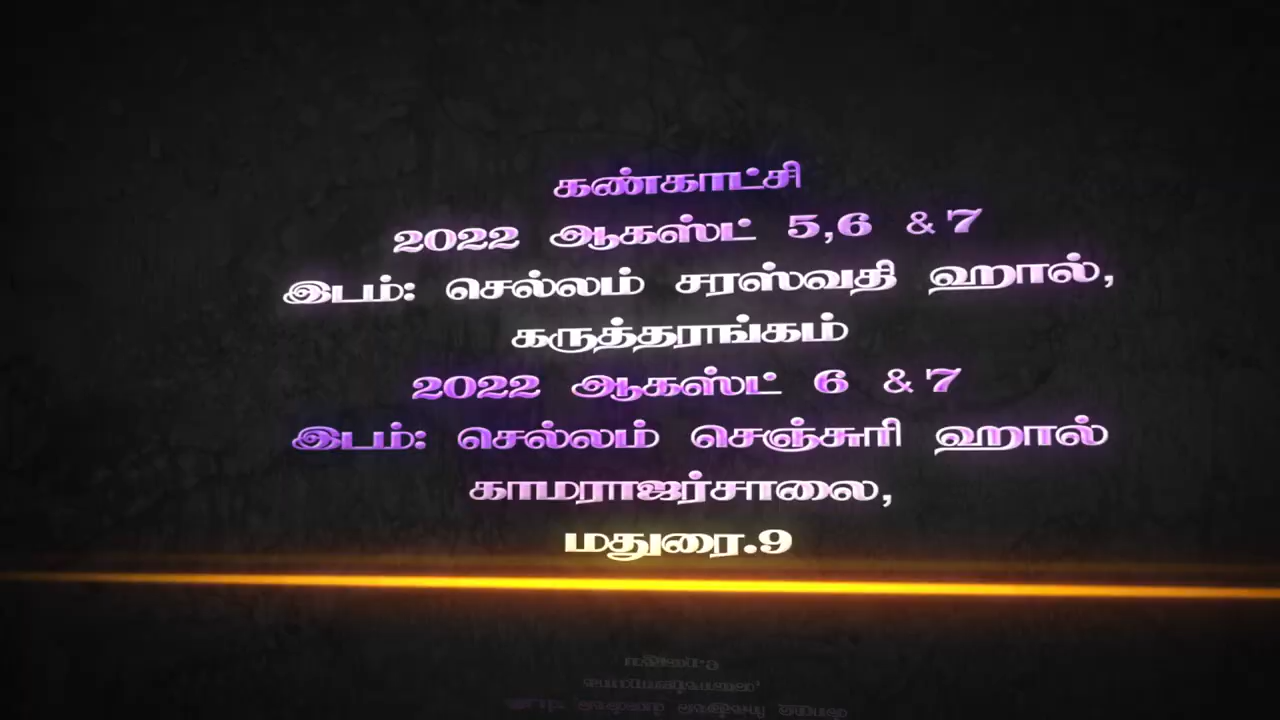 கண்காட்சி
2022 ஆகஸ்ட் 5,6 & 7
இடம்: செல்லம் சரஸ்வதி ஹால்,
கருத்தரங்கம்
2022 ஆகஸ்ட் 6 & 7
இடம்: செல்லம் செஞ்சுரி ஹால்
காமராஜர்சாலை,
மதுரை.9